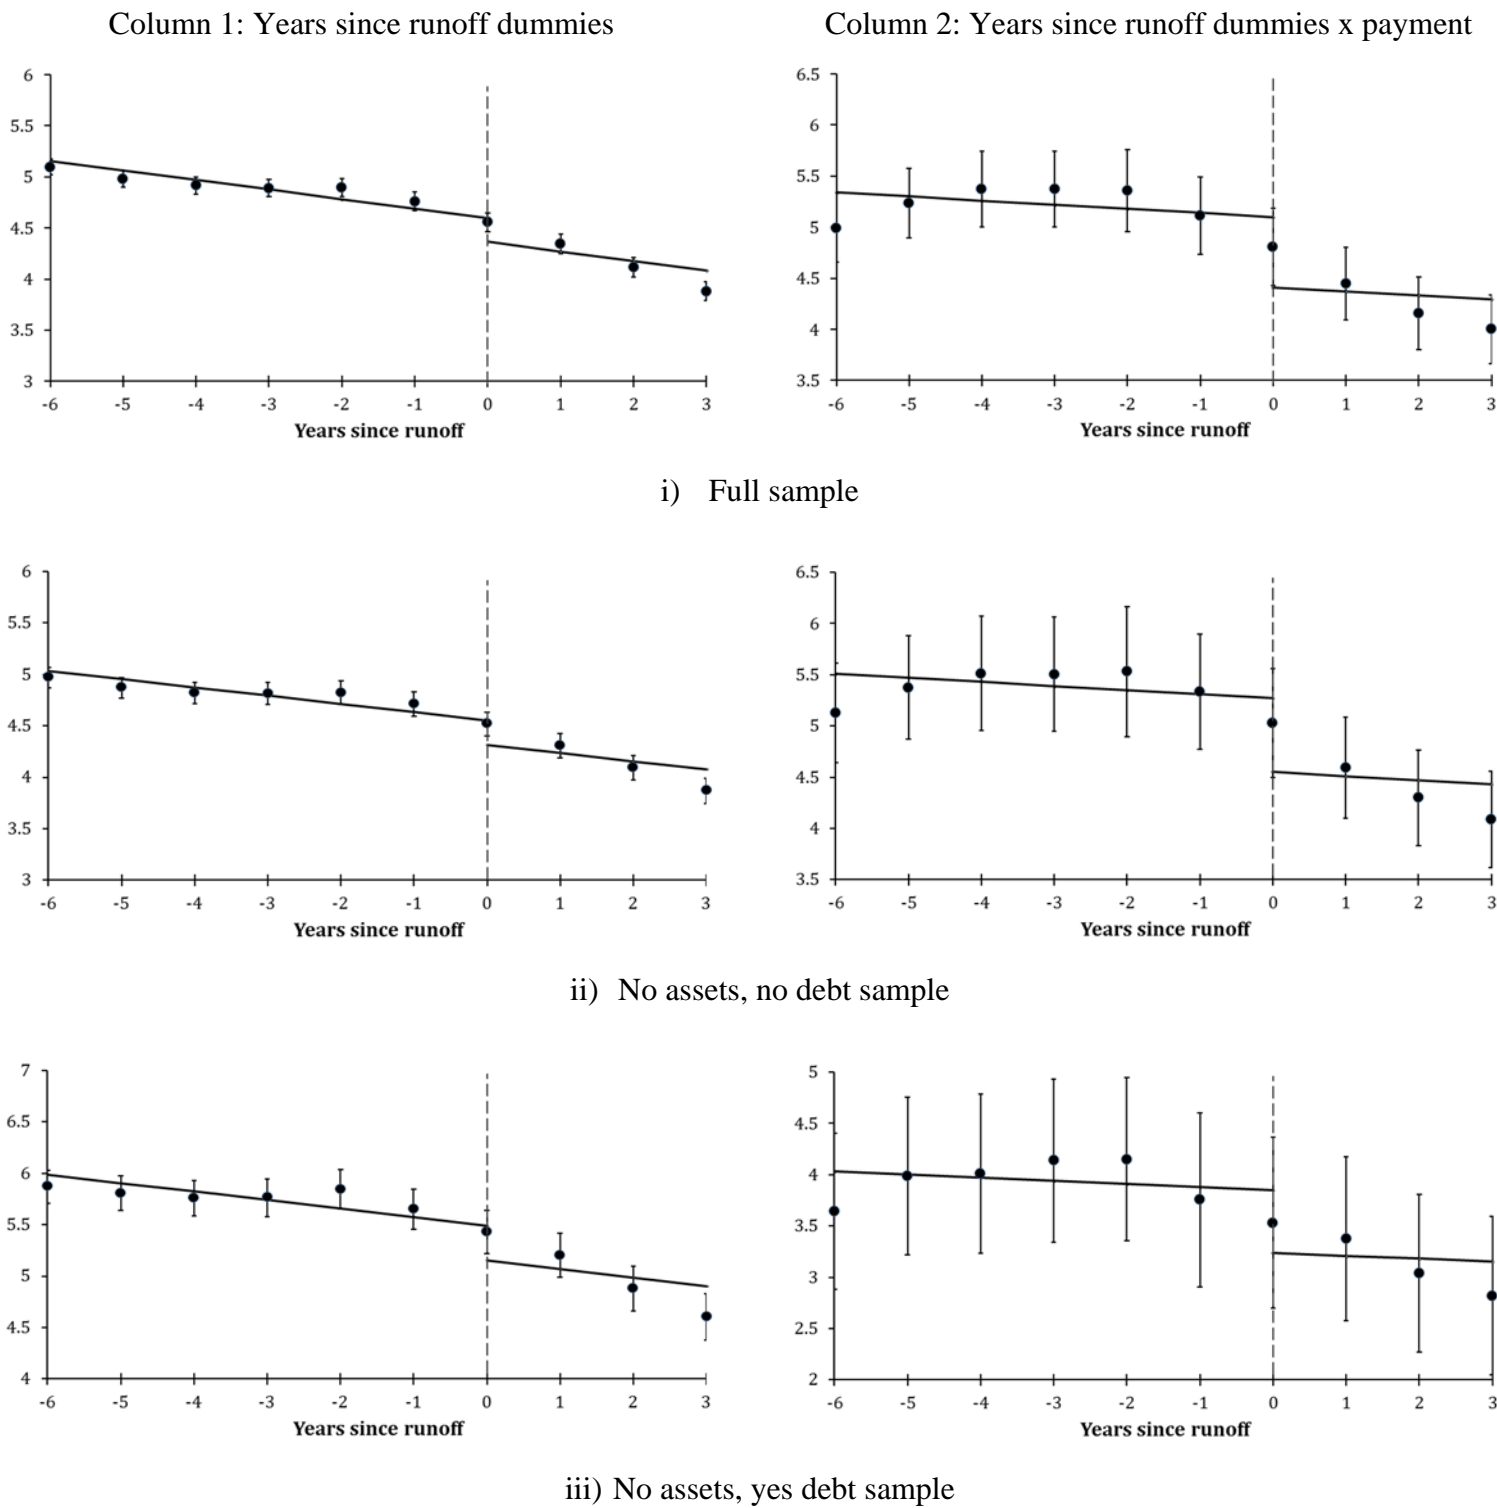 Column 1: Years since runoff dummies
Column 2: Years since runoff dummies x payment
6
5.5
5
4.5
4
3.5
3
-6 -5 -4 -3 -2 -1 0 1 2 3
Years since runoff
6.5
6
5.5
5
4.5
4
3.5
-6 -5 -4 -3 -2 -1 0 1 2 3
Years since runoff
i) Full sample
6
5.5
5
4.5
4
3.5
3
-6 -5 -4 -3 -2 -1 0 1 2 3
Years since runoff
6.5
6
5.5
5
4.5
4
3.5
-6 -5 -4 -3 -2 -1 0 1 2 3
Years since runoff
ii) No assets, no debt sample
7
6.5
6
5.5
5
4.5
4
-6 -5 -4 -3 -2 -1 0 1 2 3
Years since runoff
5
4.5
4
3.5
3
2.5
2
-6 -5 -4 -3 -2 -1 0 1 2 3
Years since runoff
iii) No assets, yes debt sample